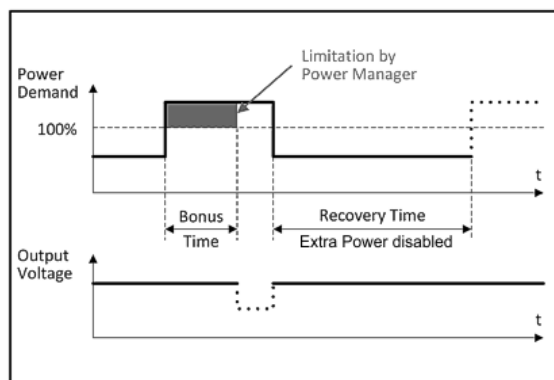 Limitation by
Power Manager
Power
Demand
100%
t
Bonus
Time
Recovery Time
Extra Power disabled
Output
Voltage
t